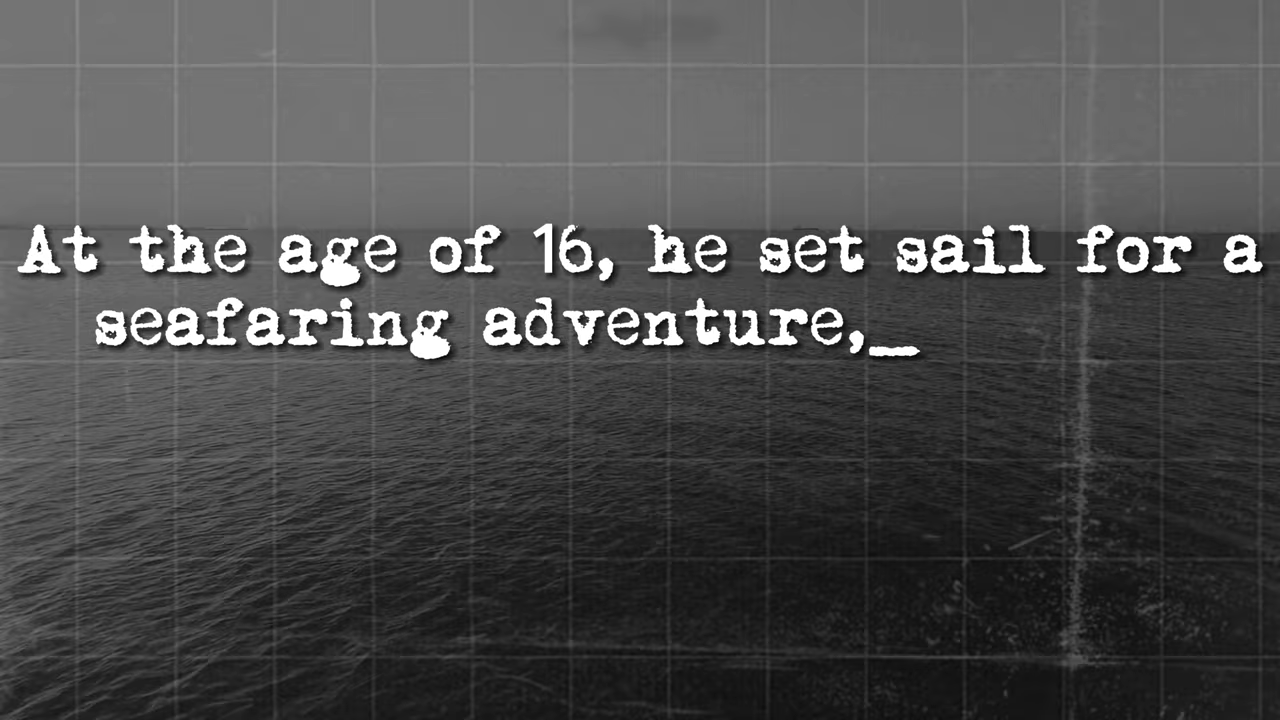 At the age of 16, he set sail for a
seafaring adventure,_